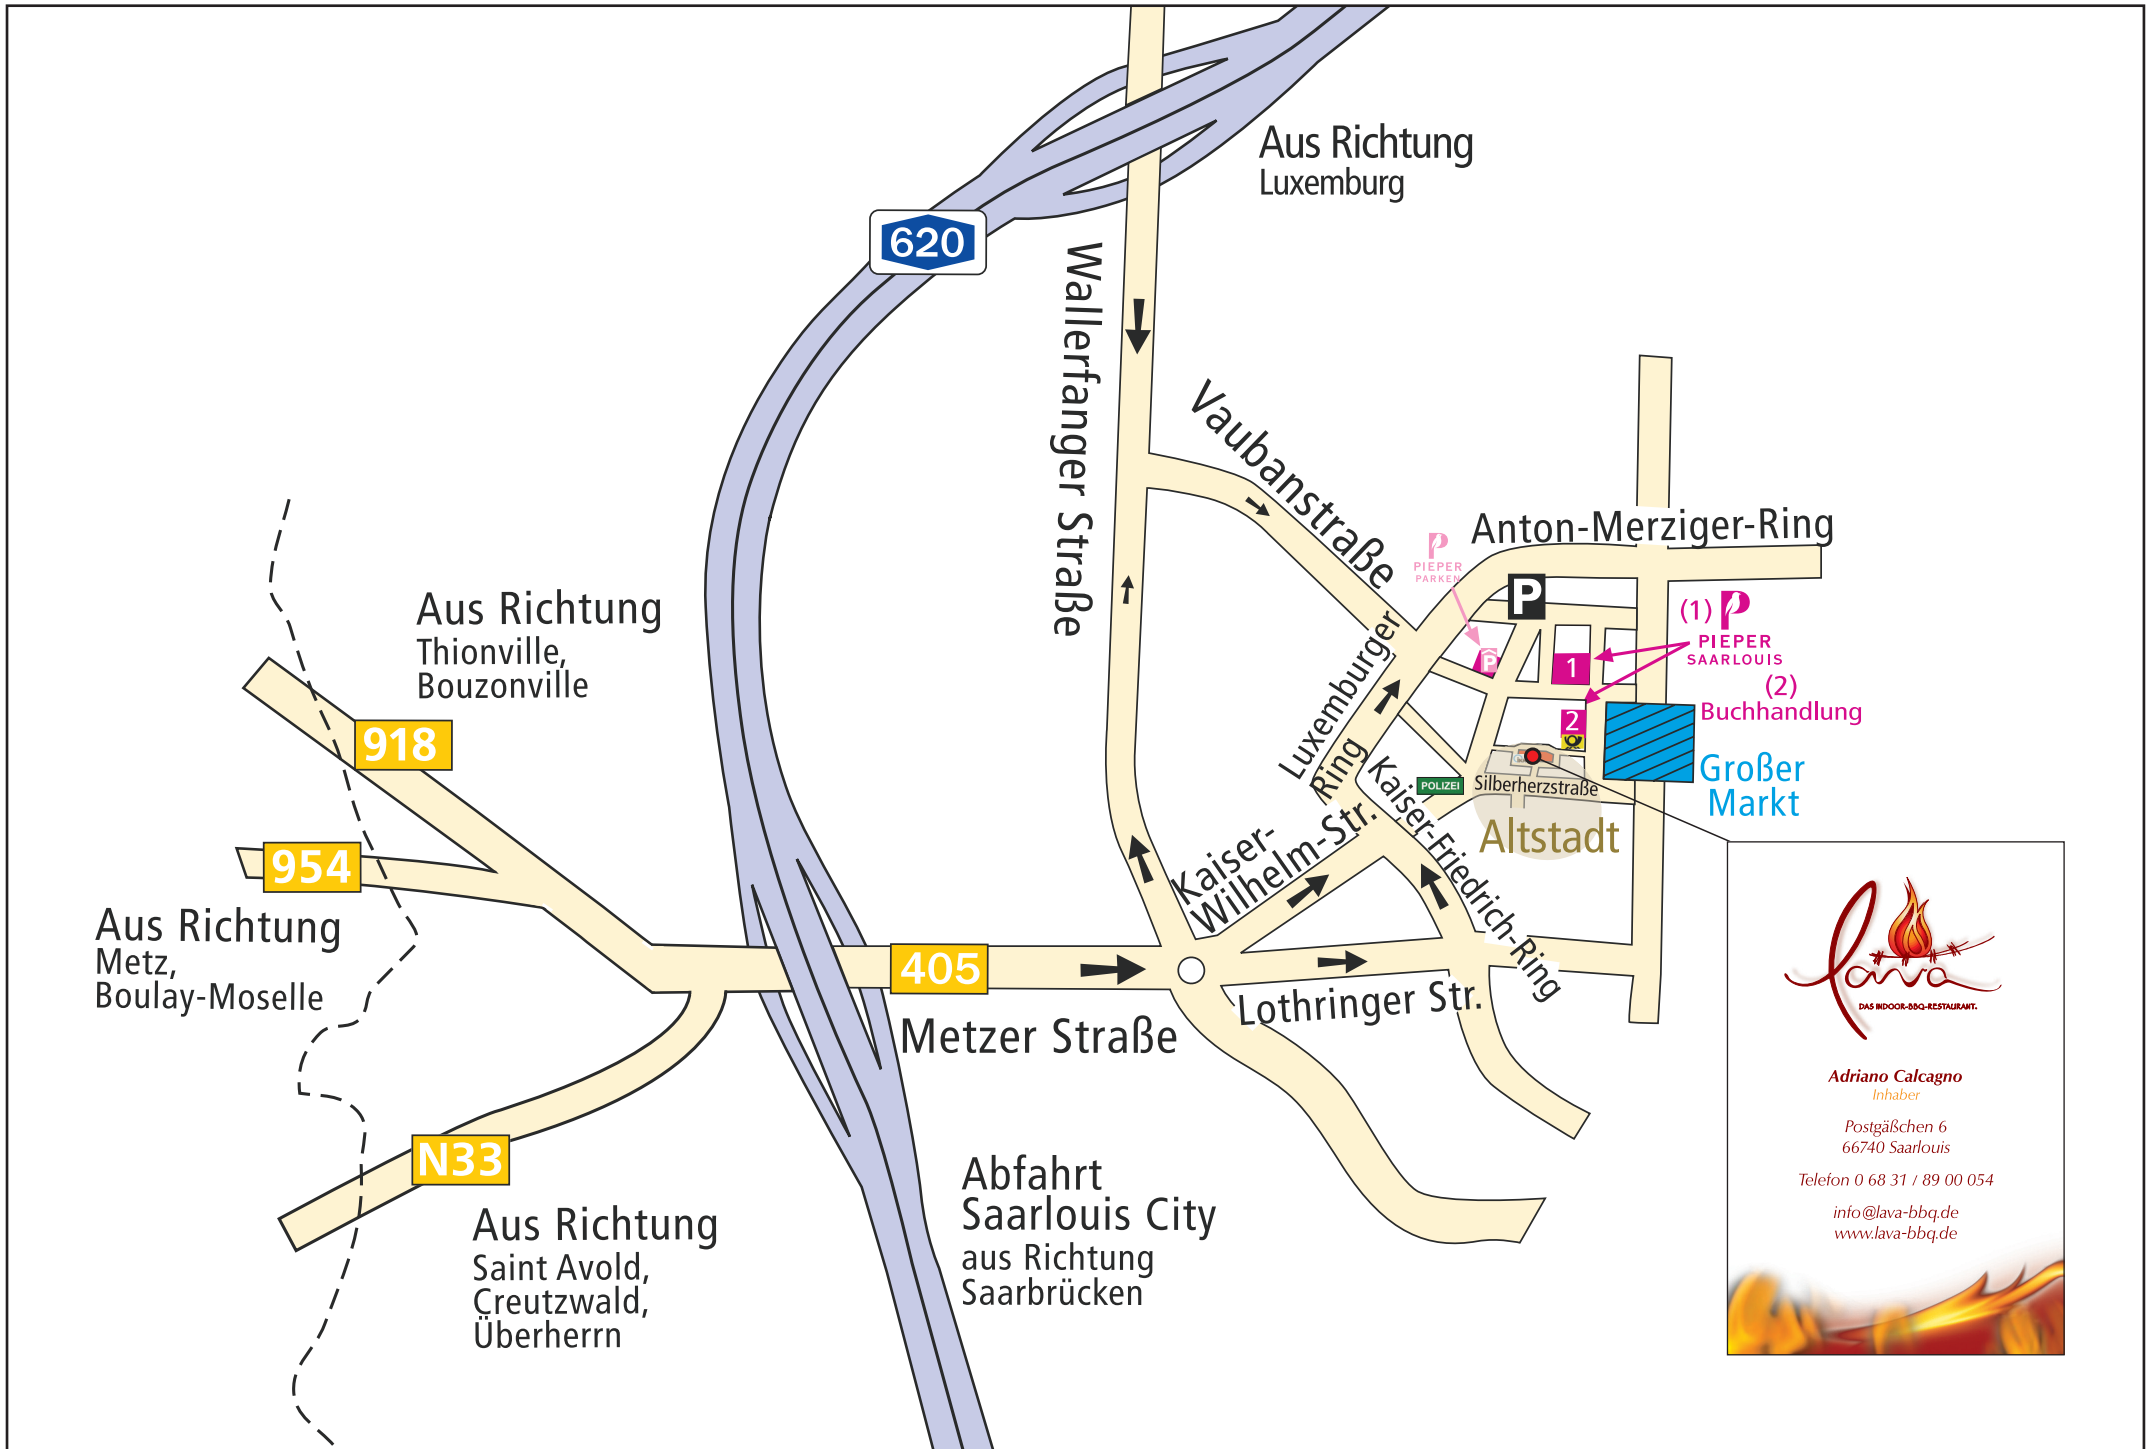 Aus Richtung
Luxemburg
620
Wallerfanger Straße
Vaubanstraße
Anton-Merziger-Ring
PIEPER
PARKEN
P
(1)
PIEPER
SAARLOUIS
(2)
Buchhandlung
P
1
2
Luxemburger
Ring
Großer
Markt
POLIZEI
Silberherzstraße
Altstadt
Kaiser-
Wilhelm-Str.
Kaiser-Friedrich-Ring
Lothringer Str.
Aus Richtung
Thionville,
Bouzonville
918
954
Aus Richtung
Metz,
Boulay-Moselle
405
Metzer Straße
N33
Aus Richtung
Saint Avold,
Creutzwald,
Überherrn
Abfahrt
Saarlouis City
aus Richtung
Saarbrücken
lava
DAS INDOOR-BBQ-RESTAURANT.
Adriano Calcagno
Inhaber
Postgäßchen 6
66740 Saarlouis
Telefon 0 68 31 / 89 00 054
info@lava-bbq.de
www.lava-bbq.de